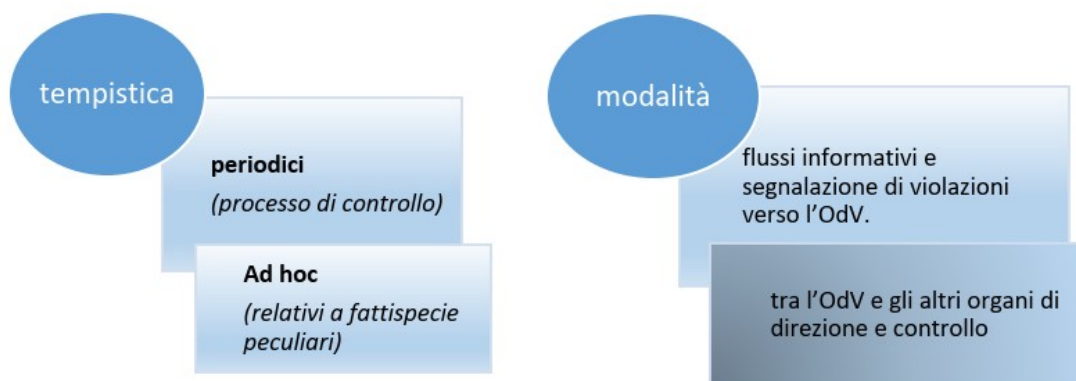 tempistica
periodici
(processo di controllo)
Ad hoc
(relativi a fattispecie
peculiari)
modalità
flussi informativi e
segnalazione di violazioni
verso l’OdV.
tra l’OdV e gli altri organi di
direzione e controllo